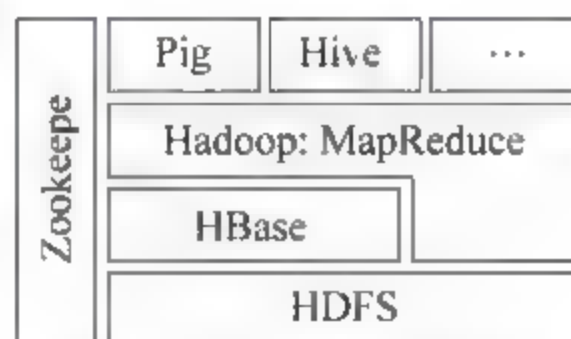 Zookeepe
Pig
Hive
...
Hadoop: MapReduce
HBase
HDFS